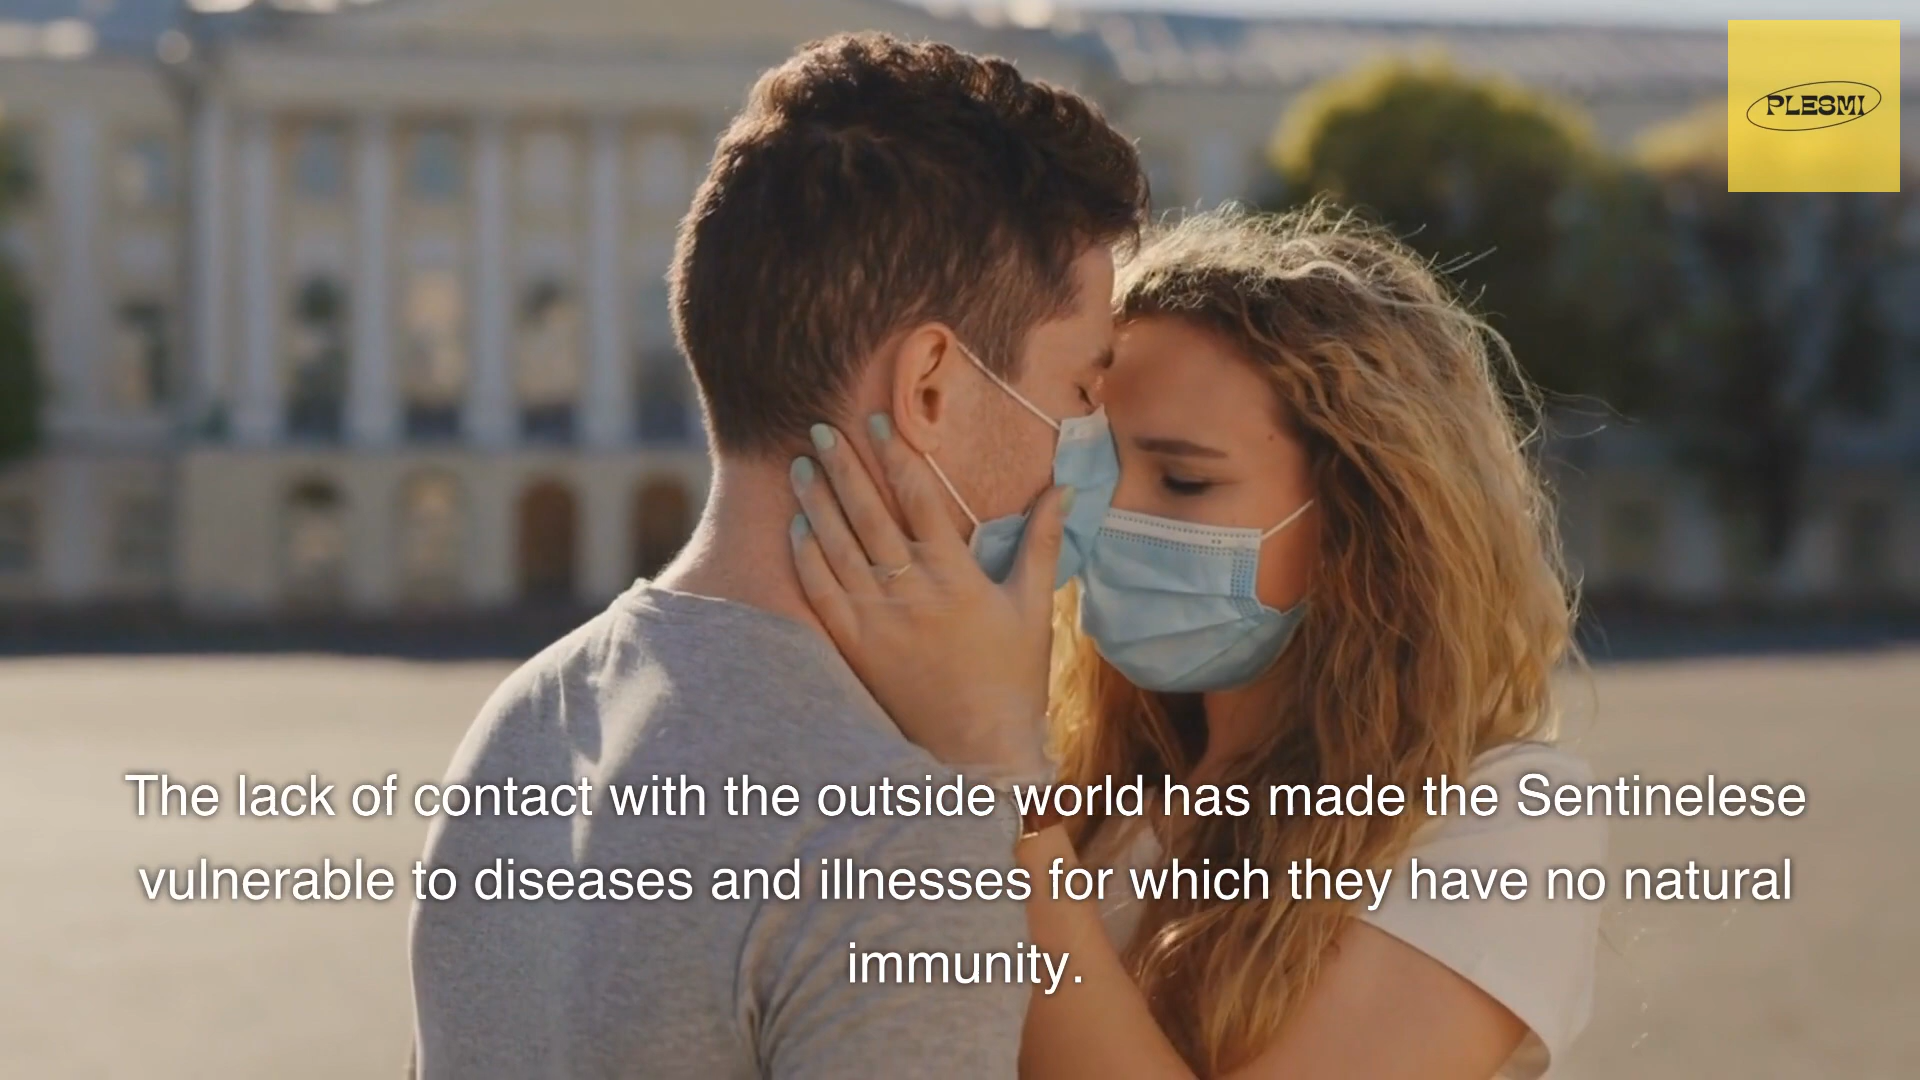 PLESMI
The lack of contact with the outside world has made the Sentinelese
vulnerable to diseases and illnesses for which they have no natural
immunity.